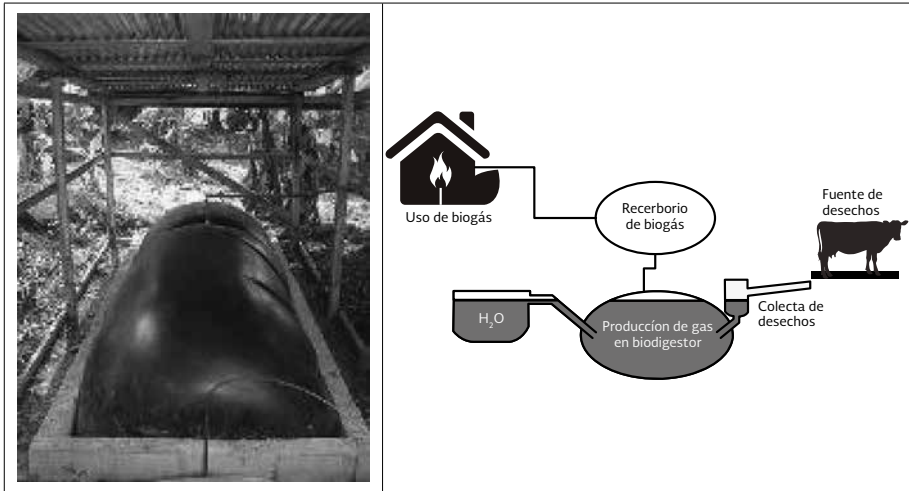 Uso de biogás
Recerborio
de biogás
Fuente de
desechos
Colecta de
desechos
H₂O
Produccíon de gas
en biodigestor